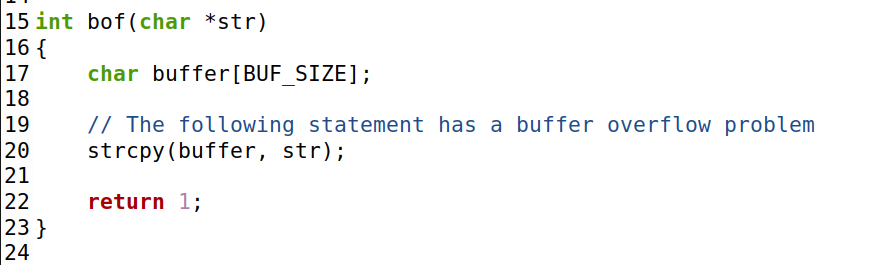 15 int bof(char *str)
16 {
17     char buffer[BUF_SIZE];
18
19     // The following statement has a buffer overflow problem
20     strcpy(buffer, str);
21
22     return 1;
23 }
24